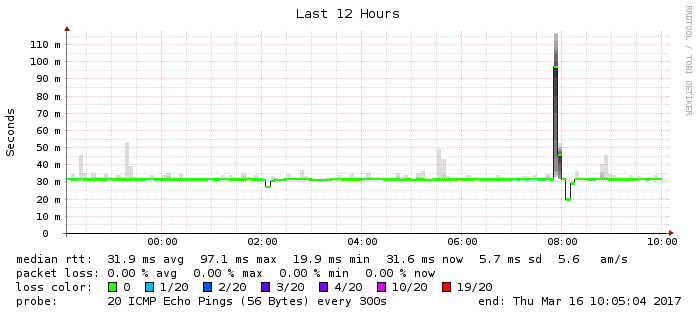 Last 12 Hours
RRDTOOL / TOBI OETIKER
Seconds
110 m
100 m
90 m
80 m
70 m
60 m
50 m
40 m
30 m
20 m
10 m
0
00:00 02:00 04:00 06:00 08:00 10:00
median rtt: 31.9 ms avg 97.1 ms max 19.9 ms min 31.6 ms now 5.7 ms sd 5.6 am/s
packet loss: 0.00 % avg 0.00 % max 0.00 % min 0.00 % now
loss color: 0 1/20 2/20 3/20 4/20 10/20 19/20
probe: 20 ICMP Echo Pings (56 Bytes) every 300s end: Thu Mar 16 10:05:04 2017